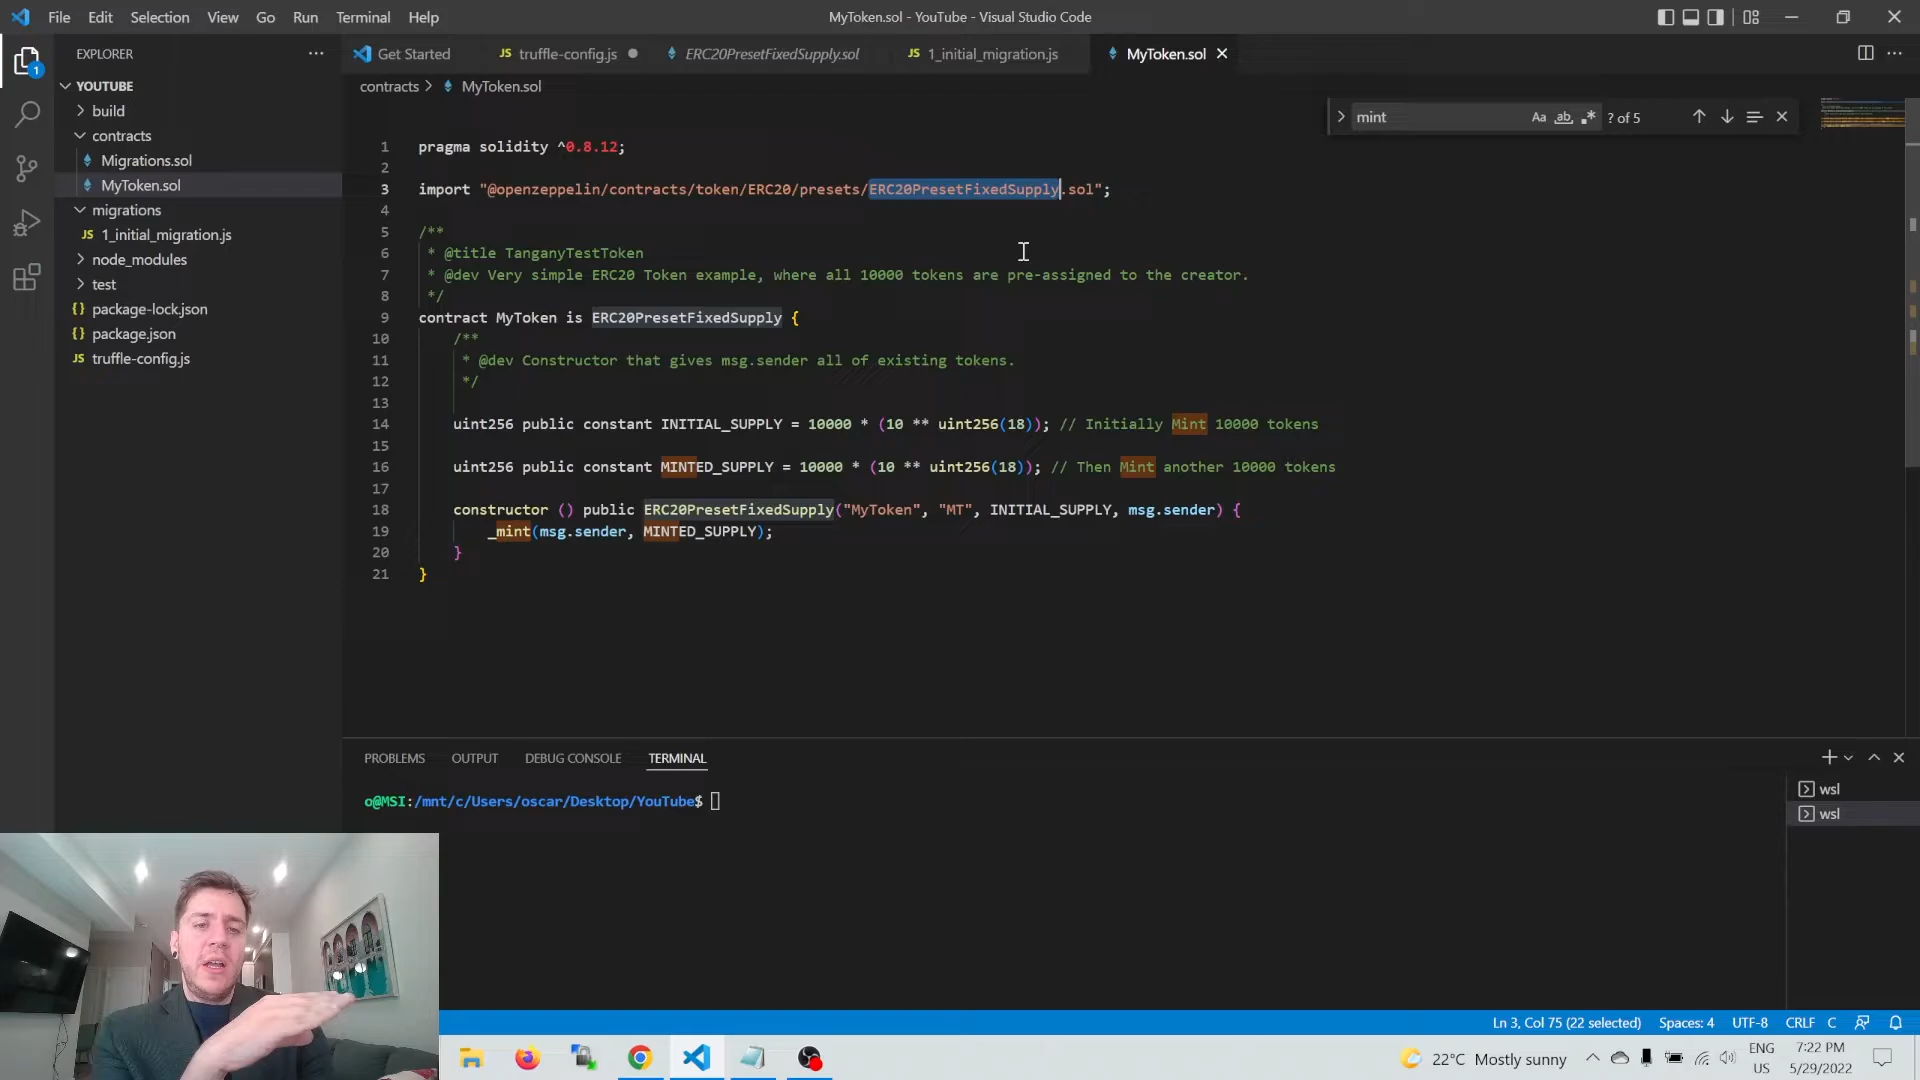 File Edit Selection View Go Run Terminal Help
MyToken.sol - YouTube - Visual Studio Code
EXPLORER
Get Started
JS truffle-config.js
ERC20PresetFixedSupply.sol
JS 1_initial_migration.js
MyToken.sol
1
YOUTUBE
build
contracts
Migrations.sol
MyToken.sol
migrations
JS 1_initial_migration.js
node_modules
test
{} package-lock.json
{} package.json
JS truffle-config.js
contracts > MyToken.sol
mint
Aa ab ? of 5
1 pragma solidity ^0.8.12;
2
3 import "@openzeppelin/contracts/token/ERC20/presets/ERC20PresetFixedSupply.sol";
4
5 /**
6 * @title TanganyTestToken
7 * @dev Very simple ERC20 Token example, where all 10000 tokens are pre-assigned to the creator.
8 */
9 contract MyToken is ERC20PresetFixedSupply {
10 /**
11 * @dev Constructor that gives msg.sender all of existing tokens.
12 */
13
14 uint256 public constant INITIAL_SUPPLY = 10000 * (10 ** uint256(18)); // Initially Mint 10000 tokens
15
16 uint256 public constant MINTED_SUPPLY = 10000 * (10 ** uint256(18)); // Then Mint another 10000 tokens
17
18 constructor () public ERC20PresetFixedSupply("MyToken", "MT", INITIAL_SUPPLY, msg.sender) {
19 _mint(msg.sender, MINTED_SUPPLY);
20 }
21 }
PROBLEMS OUTPUT DEBUG CONSOLE TERMINAL
o@MSI:/mnt/c/Users/oscar/Desktop/YouTube$
wsl
wsl
Ln 3, Col 75 (22 selected) Spaces: 4 UTF-8 CRLF C
22°C Mostly sunny
ENG
US
7:22 PM
5/29/2022